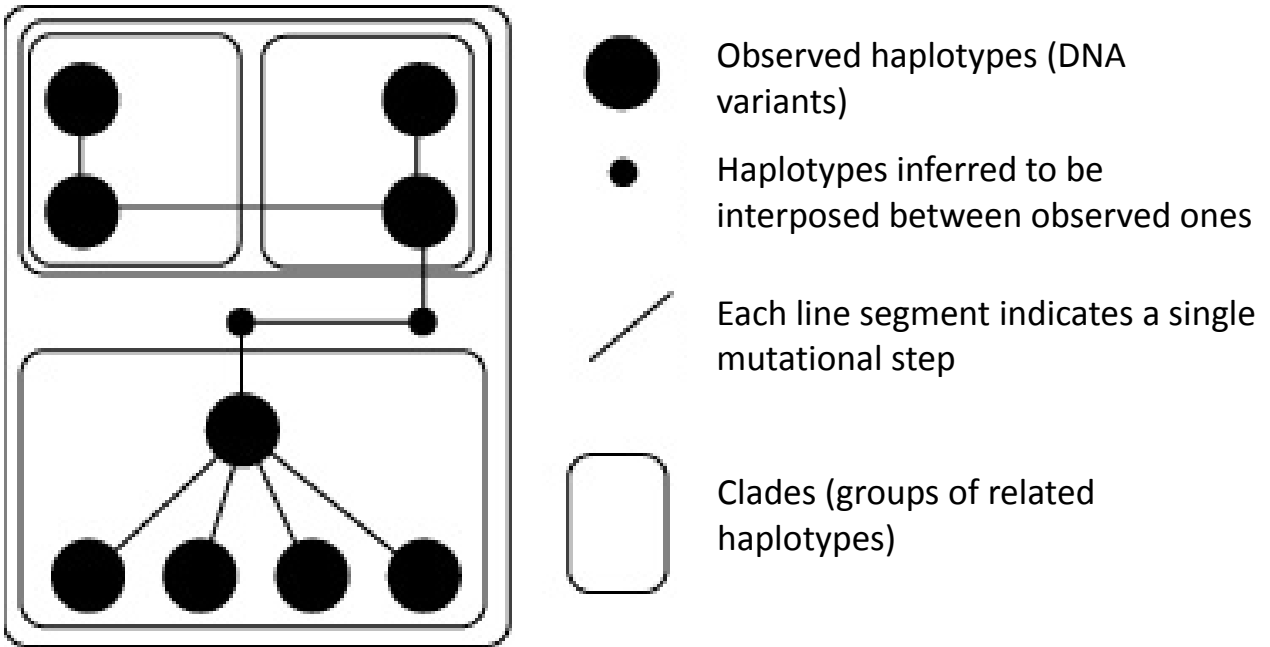 Observed haplotypes (DNA
variants)
Haplotypes inferred to be
interposed between observed ones
Each line segment indicates a single
mutational step
Clades (groups of related
haplotypes)